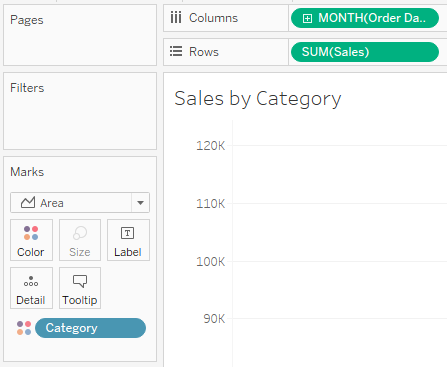 Pages
Columns
MONTH(Order Da..
Rows
SUM(Sales)
Filters
Sales by Category
Marks
Area
Color
Size
Label
Detail
Tooltip
Category
120K
110K
100K
90K